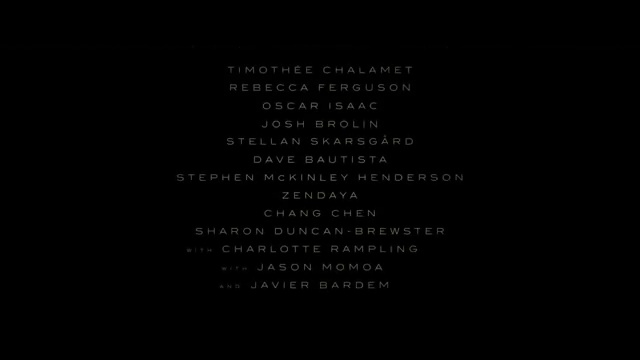 TIMOTHÉE CHALAMET
REBECCA FERGUSON
OSCAR ISAAC
JOSH BROLIN
STELLAN SKARSGÅRD
DAVE BAUTISTA
STEPHEN McKINLEY HENDERSON
ZENDAYA
CHANG CHEN
SHARON DUNCAN-BREWSTER
WITH CHARLOTTE RAMPLING
WITH JASON MOMOA
AND JAVIER BARDEM